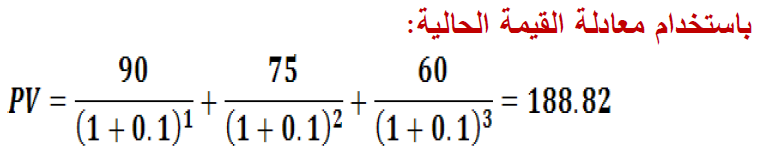 باستخدام معادلة القيمة الحالية:
PV = 90/(1 + 0.1)^1 + 75/(1 + 0.1)^2 + 60/(1 + 0.1)^3 = 188.82